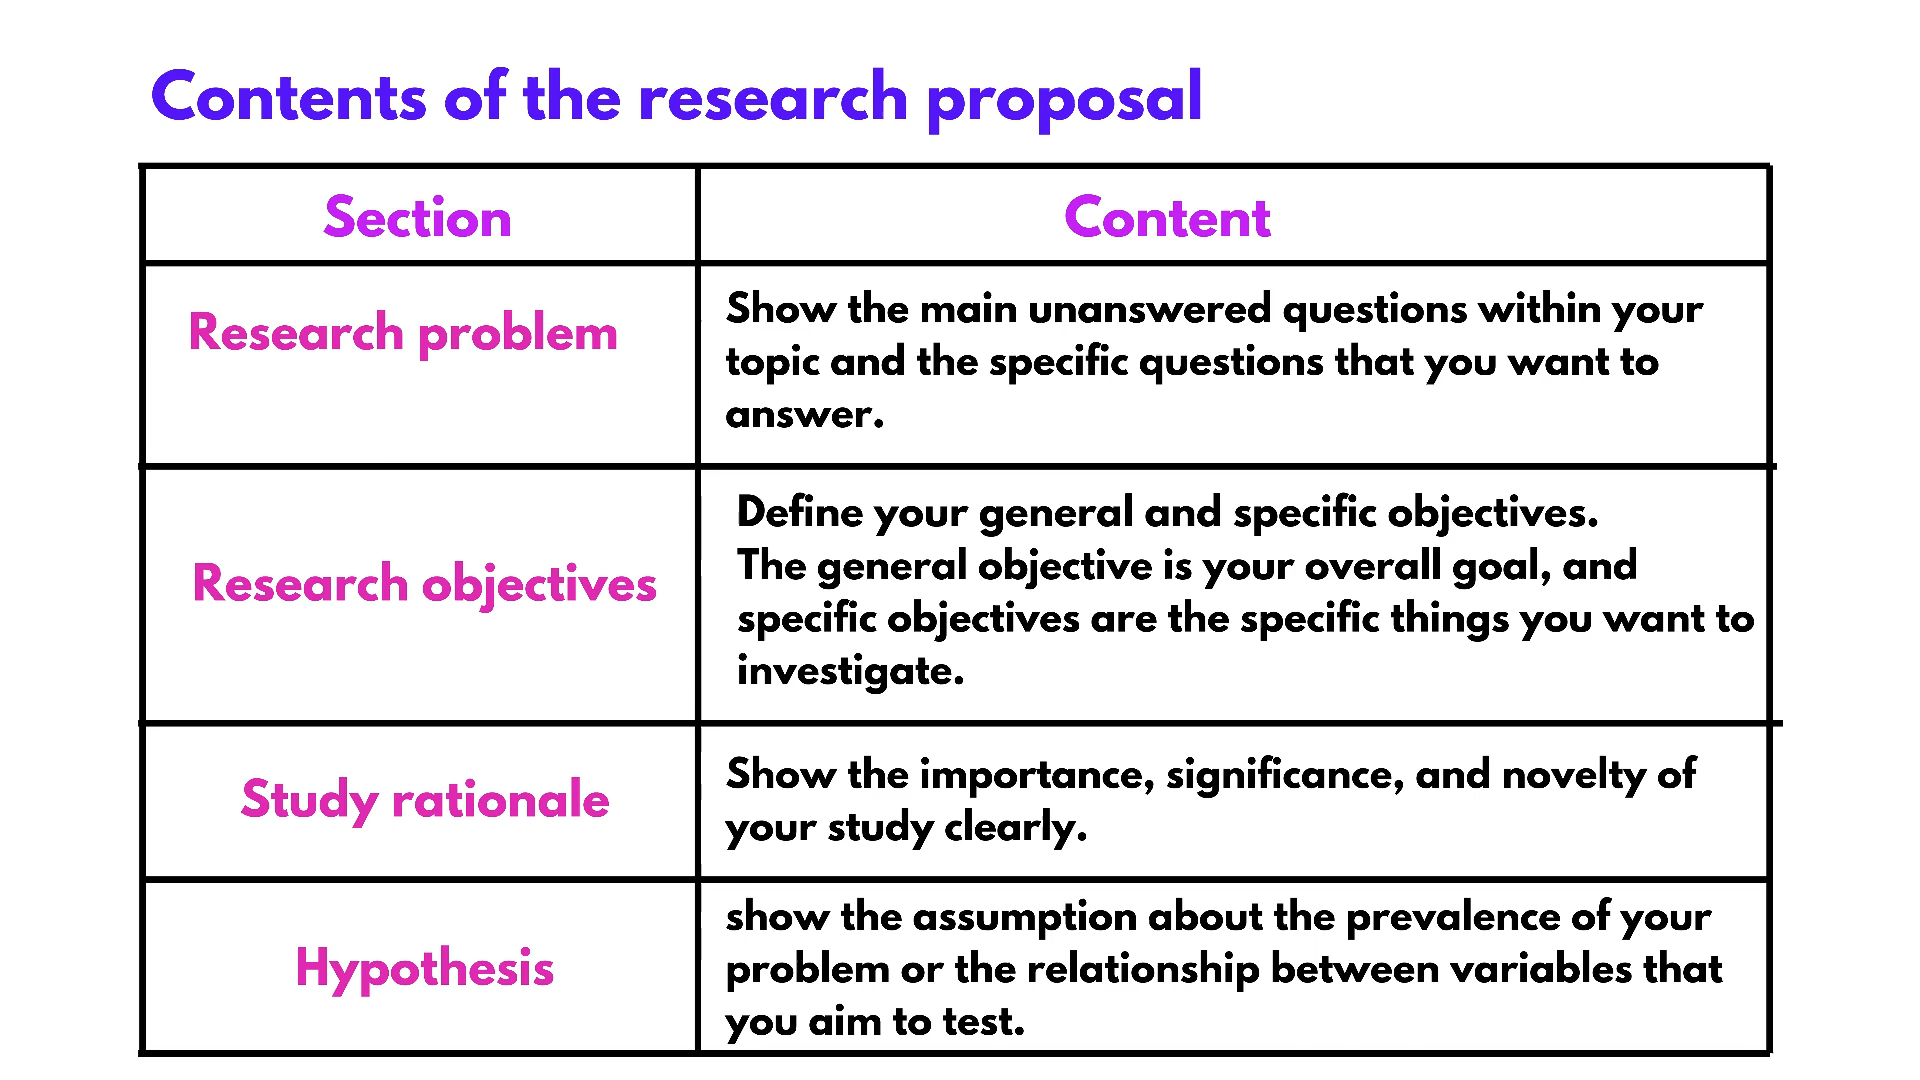 Contents of the research proposal
Section
Content
Research problem
Show the main unanswered questions within your
topic and the specific questions that you want to
answer.
Research objectives
Define your general and specific objectives.
The general objective is your overall goal, and
specific objectives are the specific things you want to
investigate.
Study rationale
Show the importance, significance, and novelty of
your study clearly.
Hypothesis
show the assumption about the prevalence of your
problem or the relationship between variables that
you aim to test.